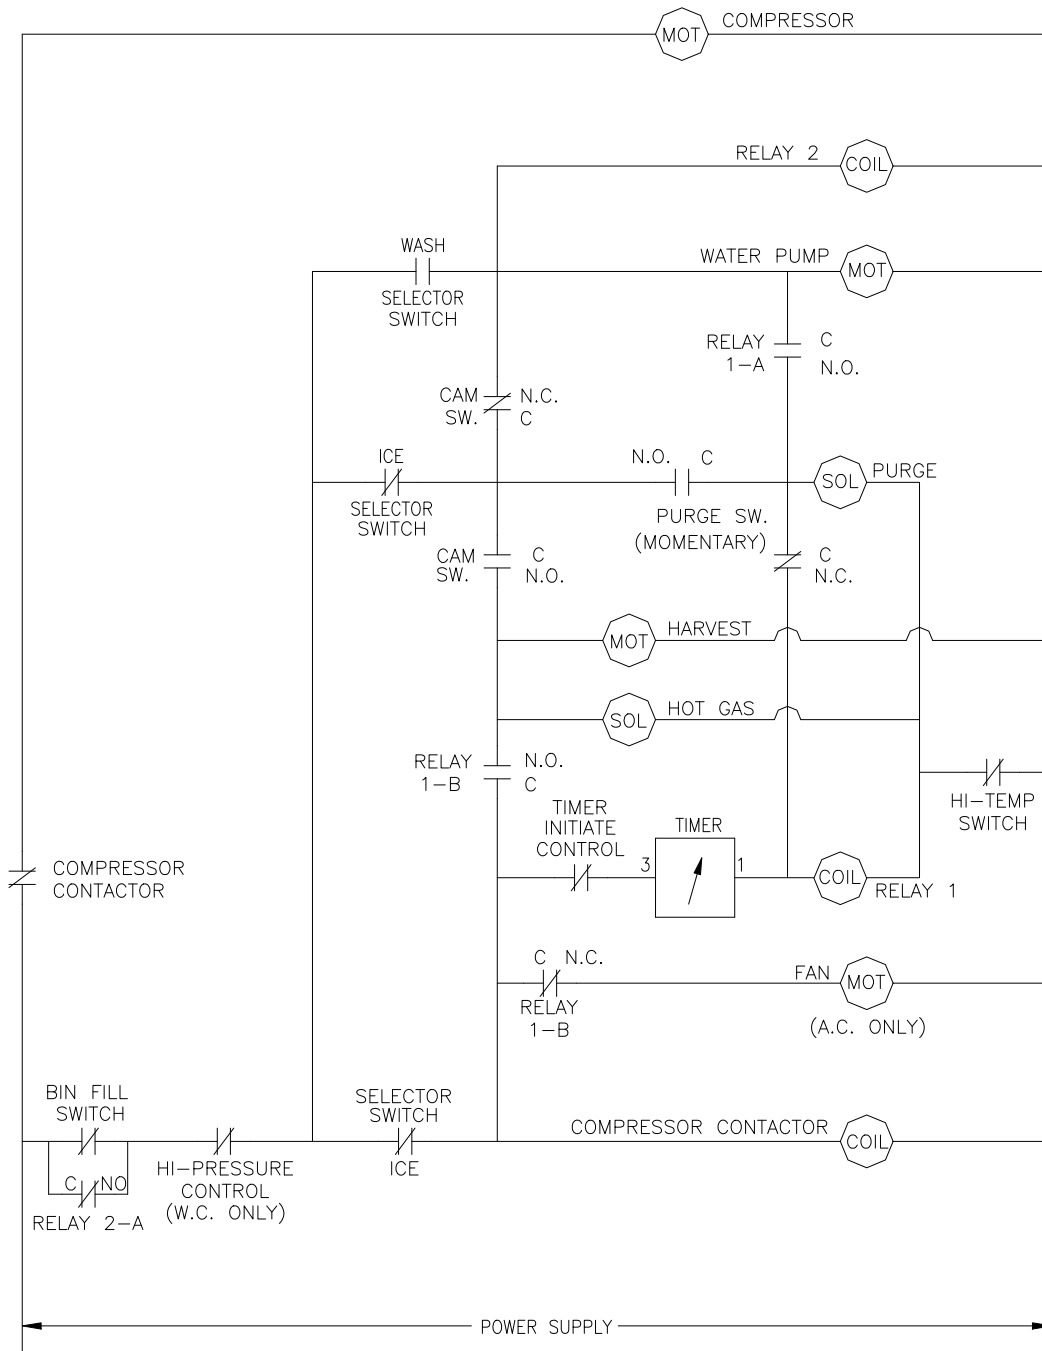 MOT
COMPRESSOR
RELAY 2
COIL
WASH
SELECTOR
SWITCH
WATER PUMP
MOT
RELAY
1-A
C
N.O.
CAM
SW.
N.C.
C
ICE
SELECTOR
SWITCH
N.O.
C
PURGE SW.
(MOMENTARY)
SOL
PURGE
CAM
SW.
C
N.O.
C
N.C.
MOT
HARVEST
SOL
HOT GAS
RELAY
1-B
N.O.
C
HI-TEMP
SWITCH
TIMER
INITIATE
CONTROL
TIMER
3
1
COIL
RELAY 1
COMPRESSOR
CONTACTOR
C
N.C.
RELAY
1-B
FAN
MOT
(A.C. ONLY)
BIN FILL
SWITCH
SELECTOR
SWITCH
ICE
COMPRESSOR CONTACTOR
COIL
C
NO
RELAY 2-A
HI-PRESSURE
CONTROL
(W.C. ONLY)
POWER SUPPLY